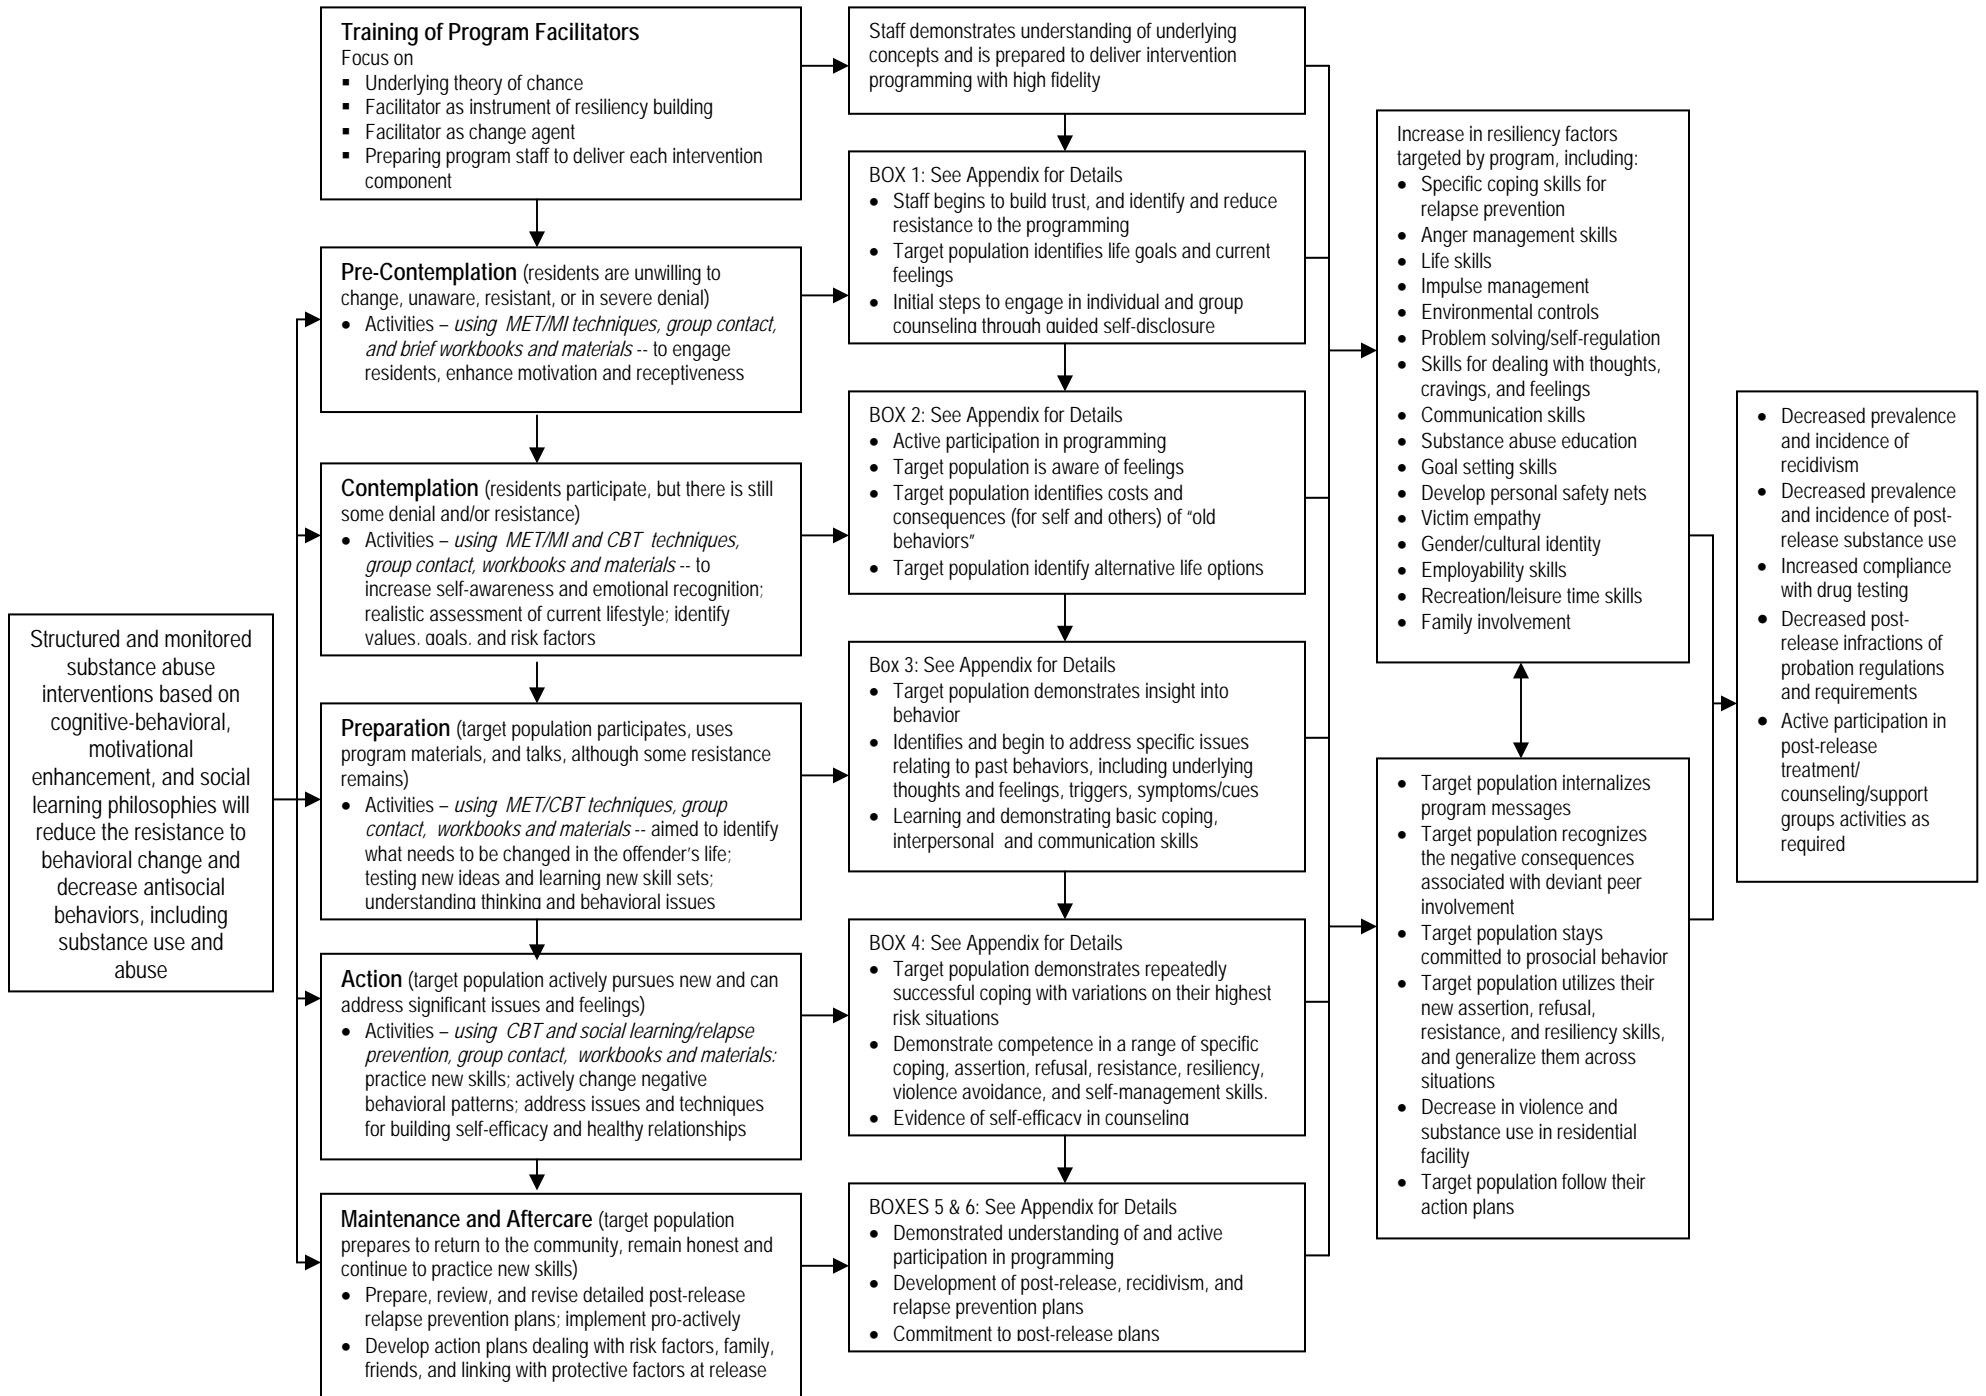 Structured and monitored
substance abuse
interventions based on
cognitive-behavioral,
motivational
enhancement, and social
learning philosophies will
reduce the resistance to
behavioral change and
decrease antisocial
behaviors, including
substance use and
abuse
Training of Program Facilitators
Focus on
▪ Underlying theory of chance
▪ Facilitator as instrument of resiliency building
▪ Facilitator as change agent
▪ Preparing program staff to deliver each intervention
component
Pre-Contemplation (residents are unwilling to
change, unaware, resistant, or in severe denial)
• Activities – using MET/MI techniques, group contact,
and brief workbooks and materials -- to engage
residents, enhance motivation and receptiveness
Contemplation (residents participate, but there is still
some denial and/or resistance)
• Activities – using MET/MI and CBT techniques,
group contact, workbooks and materials -- to
increase self-awareness and emotional recognition;
realistic assessment of current lifestyle; identify
values, goals, and risk factors
Preparation (target population participates, uses
program materials, and talks, although some resistance
remains)
• Activities – using MET/CBT techniques, group
contact, workbooks and materials -- aimed to identify
what needs to be changed in the offender's life;
testing new ideas and learning new skill sets;
understanding thinking and behavioral issues
Action (target population actively pursues new and can
address significant issues and feelings)
• Activities – using CBT and social learning/relapse
prevention, group contact, workbooks and materials:
practice new skills; actively change negative
behavioral patterns; address issues and techniques
for building self-efficacy and healthy relationships
Maintenance and Aftercare (target population
prepares to return to the community, remain honest and
continue to practice new skills)
• Prepare, review, and revise detailed post-release
relapse prevention plans; implement pro-actively
• Develop action plans dealing with risk factors, family,
friends, and linking with protective factors at release
Staff demonstrates understanding of underlying
concepts and is prepared to deliver intervention
programming with high fidelity
BOX 1: See Appendix for Details
• Staff begins to build trust, and identify and reduce
resistance to the programming
• Target population identifies life goals and current
feelings
• Initial steps to engage in individual and group
counseling through guided self-disclosure
BOX 2: See Appendix for Details
• Active participation in programming
• Target population is aware of feelings
• Target population identifies costs and
consequences (for self and others) of "old
behaviors"
• Target population identify alternative life options
Box 3: See Appendix for Details
• Target population demonstrates insight into
behavior
• Identifies and begin to address specific issues
relating to past behaviors, including underlying
thoughts and feelings, triggers, symptoms/cues
• Learning and demonstrating basic coping,
interpersonal and communication skills
BOX 4: See Appendix for Details
• Target population demonstrates repeatedly
successful coping with variations on their highest
risk situations
• Demonstrate competence in a range of specific
coping, assertion, refusal, resistance, resiliency,
violence avoidance, and self-management skills.
• Evidence of self-efficacy in counseling
BOXES 5 & 6: See Appendix for Details
• Demonstrated understanding of and active
participation in programming
• Development of post-release, recidivism, and
relapse prevention plans
• Commitment to post-release plans
Increase in resiliency factors
targeted by program, including:
• Specific coping skills for
relapse prevention
• Anger management skills
• Life skills
• Impulse management
• Environmental controls
• Problem solving/self-regulation
• Skills for dealing with thoughts,
cravings, and feelings
• Communication skills
• Substance abuse education
• Goal setting skills
• Develop personal safety nets
• Victim empathy
• Gender/cultural identity
• Employability skills
• Recreation/leisure time skills
• Family involvement
• Target population internalizes
program messages
• Target population recognizes
the negative consequences
associated with deviant peer
involvement
• Target population stays
committed to prosocial behavior
• Target population utilizes their
new assertion, refusal,
resistance, and resiliency skills,
and generalize them across
situations
• Decrease in violence and
substance use in residential
facility
• Target population follow their
action plans
• Decreased prevalence
and incidence of
recidivism
• Decreased prevalence
and incidence of post-
release substance use
• Increased compliance
with drug testing
• Decreased post-
release infractions of
probation regulations
and requirements
• Active participation in
post-release
treatment/
counseling/support
groups activities as
required